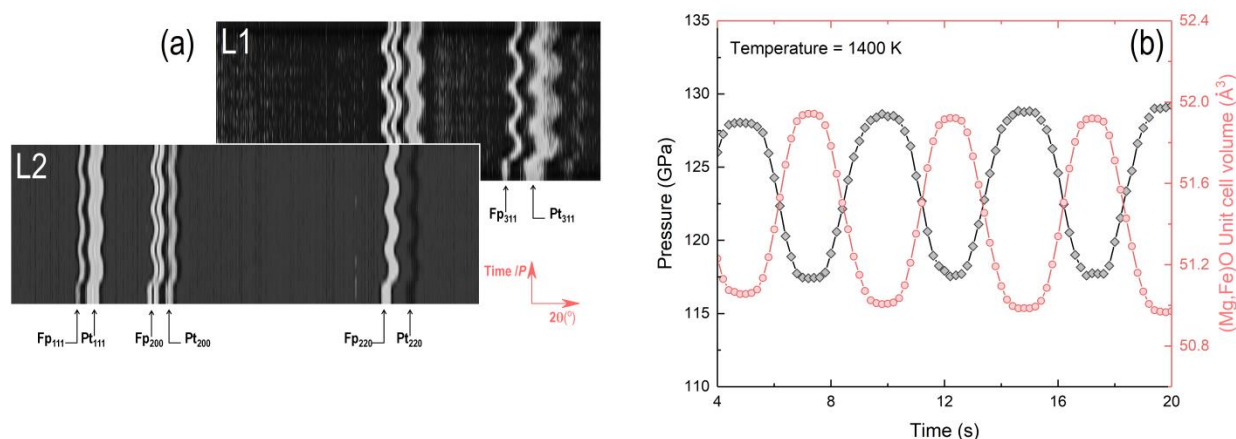 (a)
L1
L2
Fp311
Pt311
Time /P
2θ(°)
Fp111
Pt111
Fp200
Pt200
Fp220
Pt220
(b)
Temperature = 1400 K
135
130
125
120
115
110
Pressure (GPa)
4
8
12
16
20
Time (s)
52.4
52.0
51.6
51.2
50.8
(Mg,Fe)O Unit cell volume (Å³)